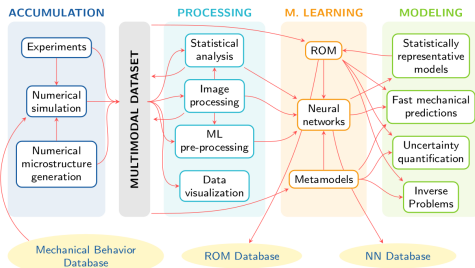 ACCUMULATION
Experiments
Numerical
simulation
Numerical
microstructure
generation
MULTIMODAL DATASET
PROCESSING
Statistical
analysis
Image
processing
ML
pre-processing
Data
visualization
M. LEARNING
ROM
Neural
networks
Metamodels
MODELING
Statistically
representative
models
Fast mechanical
predictions
Uncertainty
quantification
Inverse
Problems
Mechanical Behavior
Database
ROM Database
NN Database